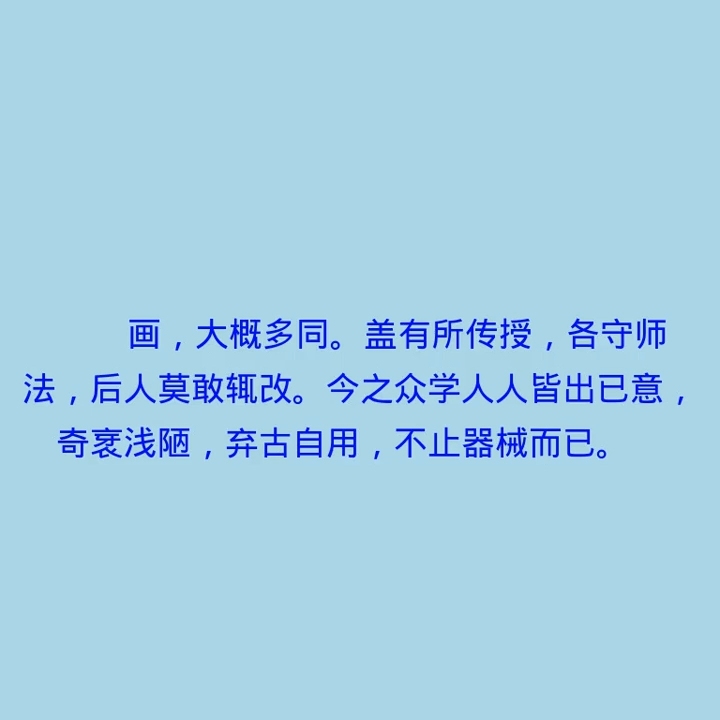 画，大概多同。盖有所传授，各守师
法，后人莫敢辄改。今之众学人人皆出已意，
奇衺浅陋，弃古自用，不止器械而已。